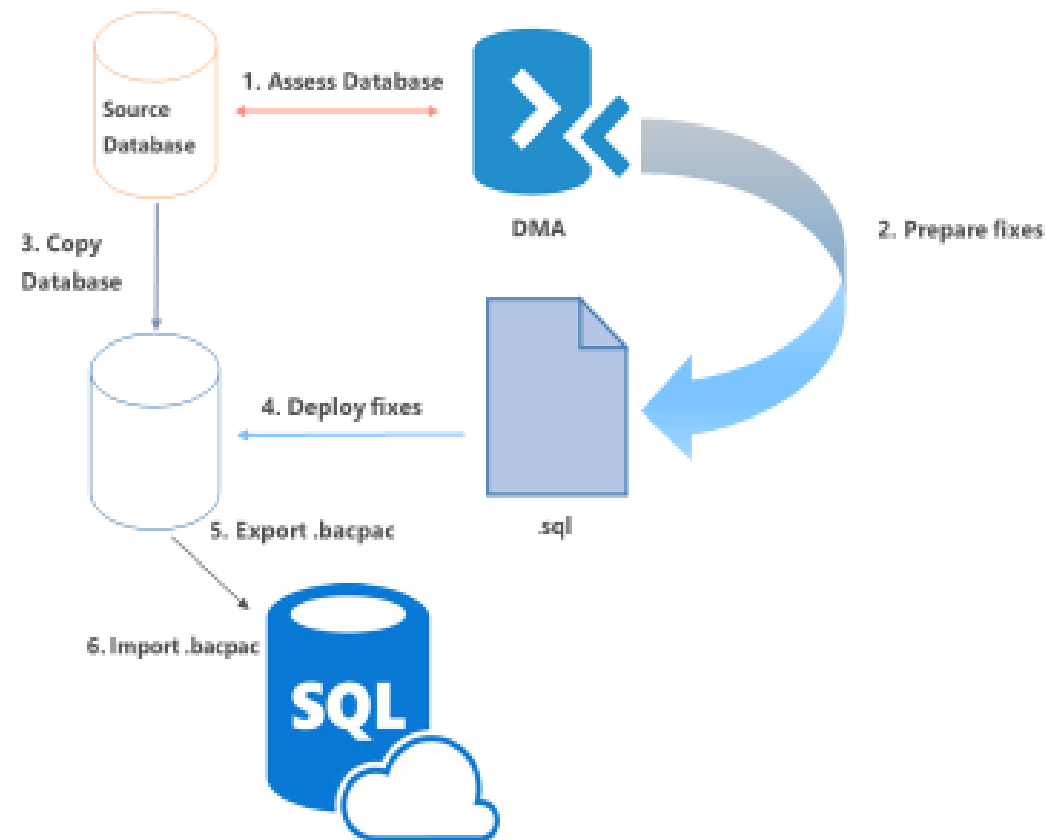 1. Assess Database
Source
Database
DMA
2. Prepare fixes
3. Copy
Database
4. Deploy fixes
.sql
5. Export .bacpac
6. Import .bacpac
SQL